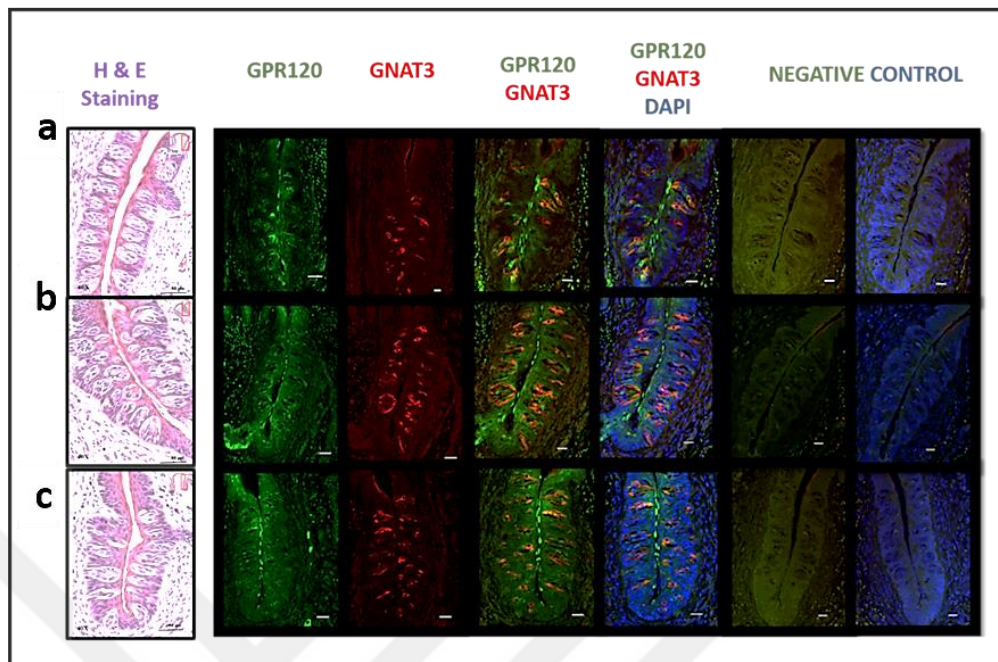 H & E
Staining
GPR120
GNAT3
GPR120
GNAT3
GPR120
GNAT3
DAPI
NEGATIVE CONTROL
a
b
c